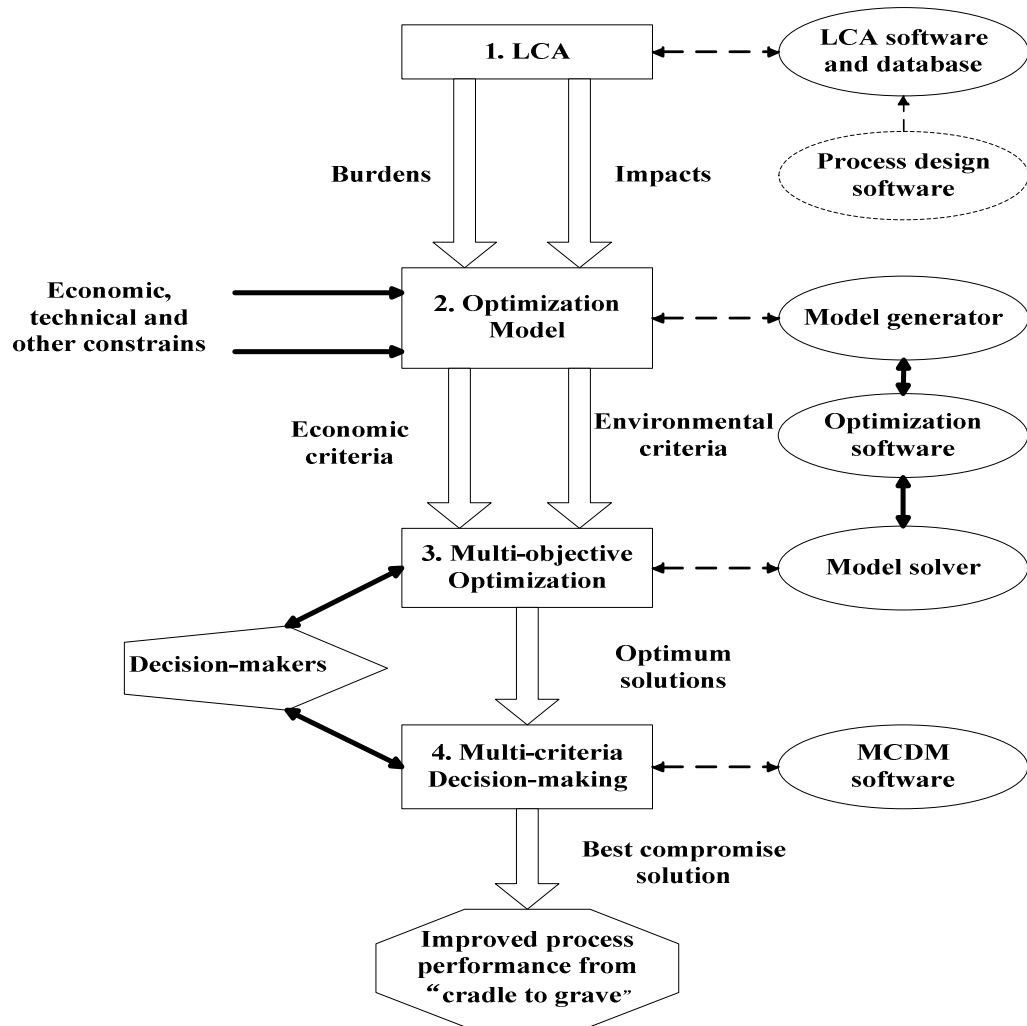 1. LCA
LCA software
and database
Burdens
Impacts
Process design
software
Economic,
technical and
other constrains
2. Optimization
Model
Model generator
Economic
criteria
Environmental
criteria
Optimization
software
3. Multi-objective
Optimization
Model solver
Decision-makers
Optimum
solutions
4. Multi-criteria
Decision-making
MCDM
software
Best compromise
solution
Improved process
performance from
“cradle to grave”